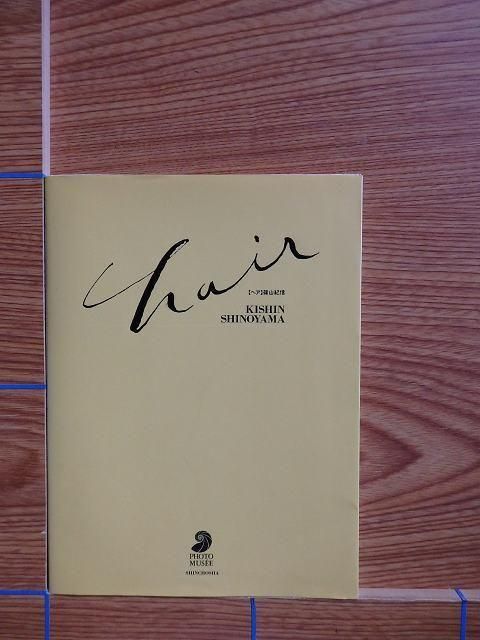 hair
【ヘア】篠山紀信
KISHIN
SHINOYAMA
PHOTO
MUSÉE
SHINCHOSHA